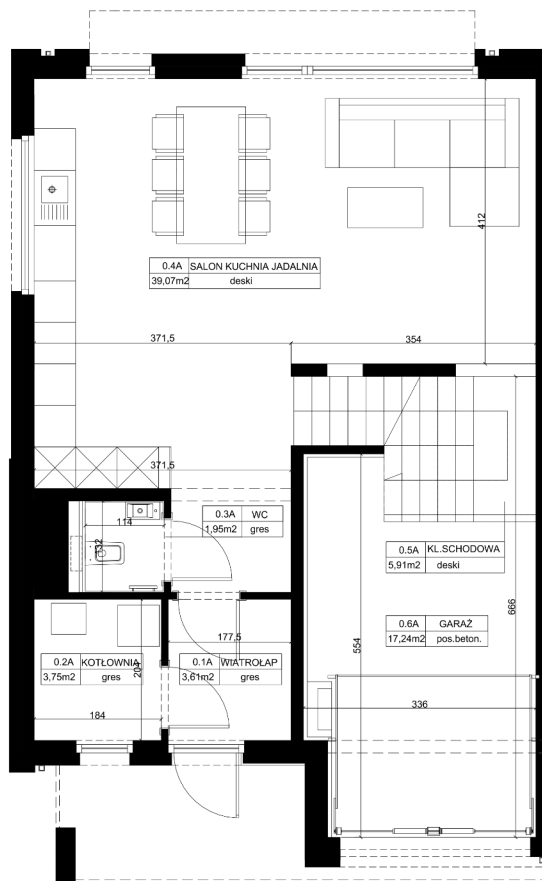 412
0.4A SALON KUCHNIA JADALNIA
39,07m2 deski
371,5
354
371,5
114
132
0.3A WC
1,95m2 gres
0.5A KL.SCHODOWA
5,91m2 deski
666
0.6A GARAŻ
17,24m2 pos.beton.
554
177,5
0.2A KOTŁOWNIA
3,75m2 gres
204
0.1A WIATROŁAP
3,61m2 gres
184
336